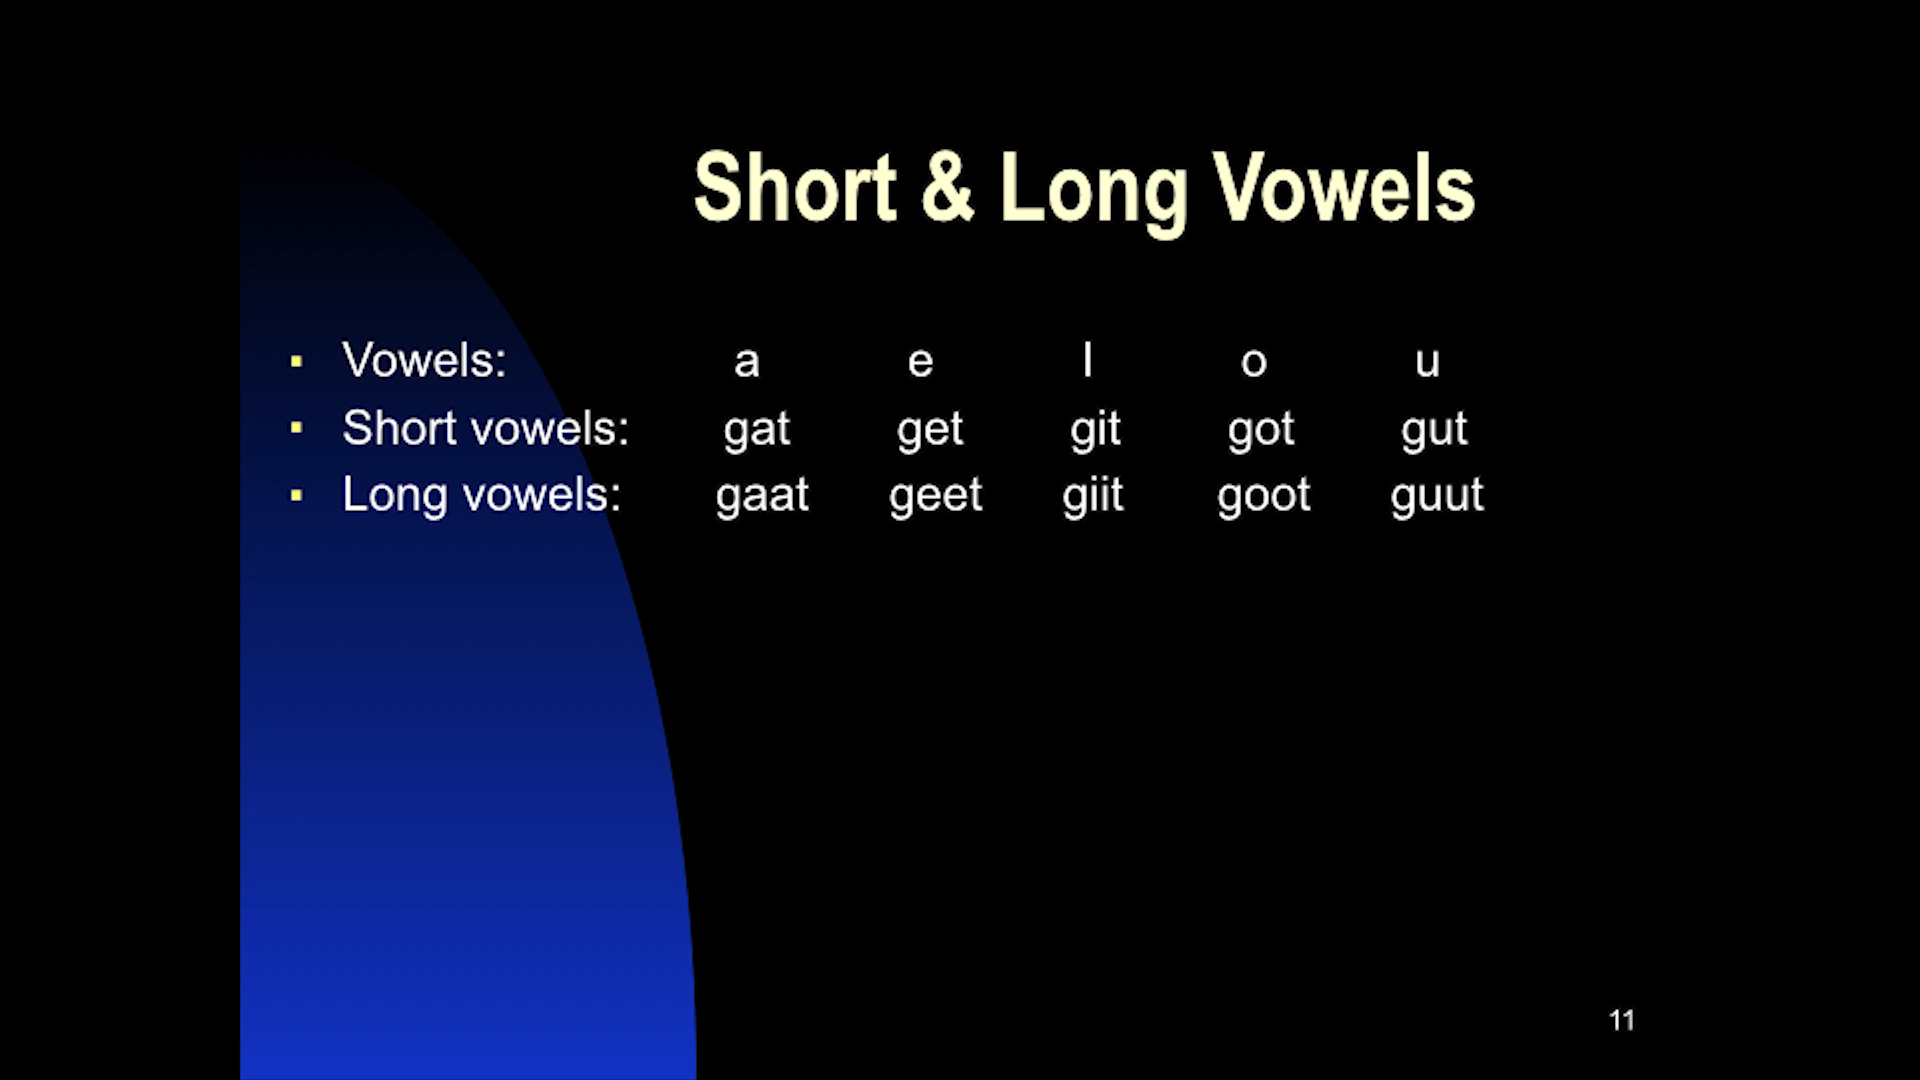 Short & Long Vowels
▪ Vowels: a e I o u
▪ Short vowels: gat get git got gut
▪ Long vowels: gaat geet giit goot guut
11